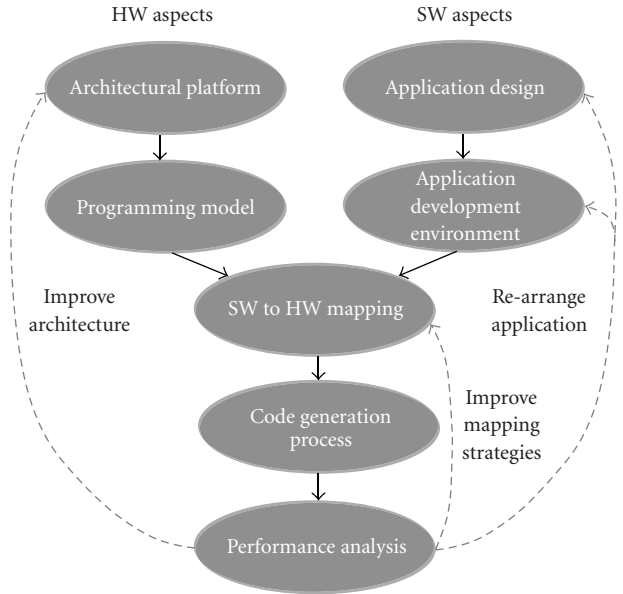 HW aspects
SW aspects
Architectural platform
Application design
Programming model
Application
development
environment
Improve
architecture
SW to HW mapping
Re-arrange
application
Code generation
process
Improve
mapping
strategies
Performance analysis